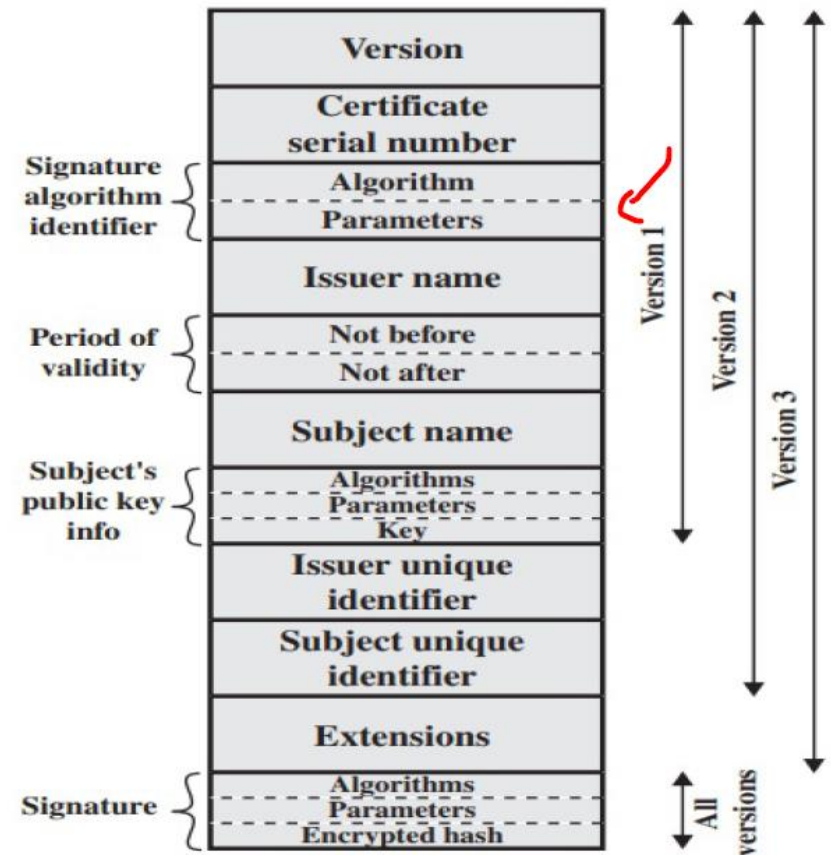 Version
Certificate
serial number
Signature
algorithm
identifier
Algorithm
Parameters
Issuer name
Period of
validity
Not before
Not after
Subject name
Subject's
public key
info
Algorithms
Parameters
Key
Issuer unique
identifier
Subject unique
identifier
Extensions
Signature
Algorithms
Parameters
Encrypted hash
Version 1
Version 2
Version 3
All
versions